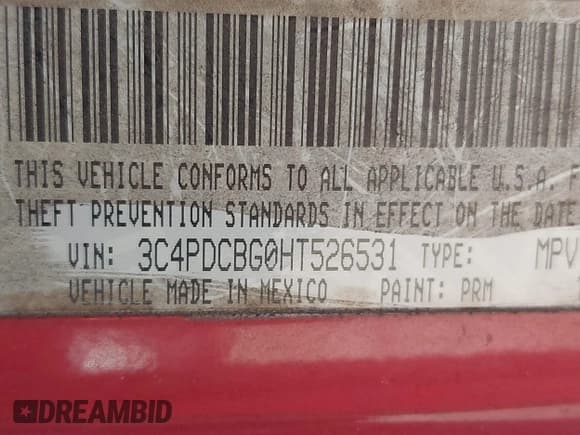 THIS VEHICLE CONFORMS TO ALL APPLICABLE U.S.A. F
THEFT PREVENTION STANDARDS IN EFFECT ON THE DATE
VIN: 3C4PDCBG0HT526531 TYPE: MPV
VEHICLE MADE IN MEXICO PAINT: PRM
DREAMBID